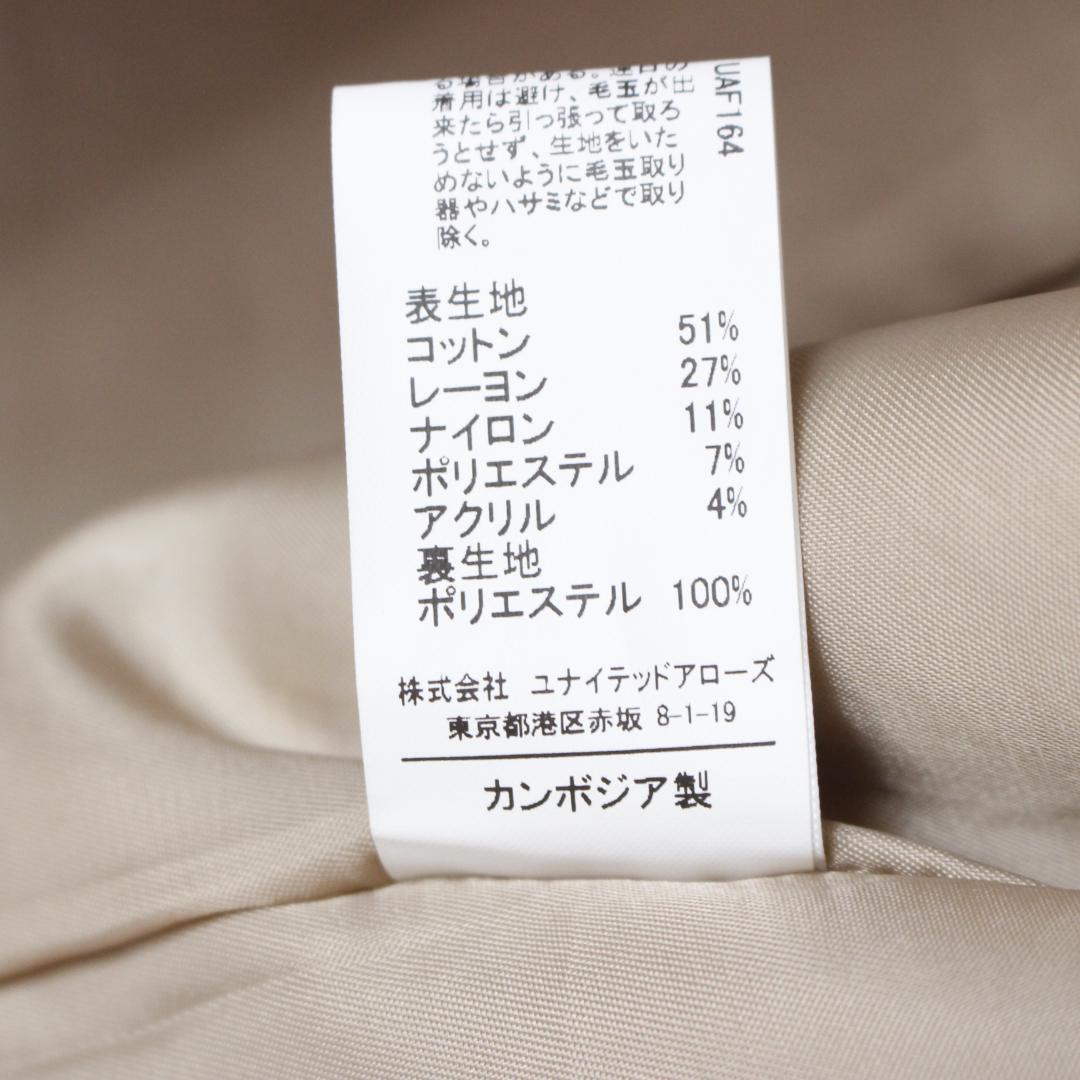 る場合がある。連日の
着用は避け、毛玉が出
来たら引っ張って取ろ
うとせず、生地をいた
めないように毛玉取り
器やハサミなどで取り
除く。
UAF164
表生地
コットン 51%
レーヨン 27%
ナイロン 11%
ポリエステル 7%
アクリル 4%
裏生地
ポリエステル 100%
株式会社 ユナイテッドアローズ
東京都港区赤坂 8-1-19
カンボジア製